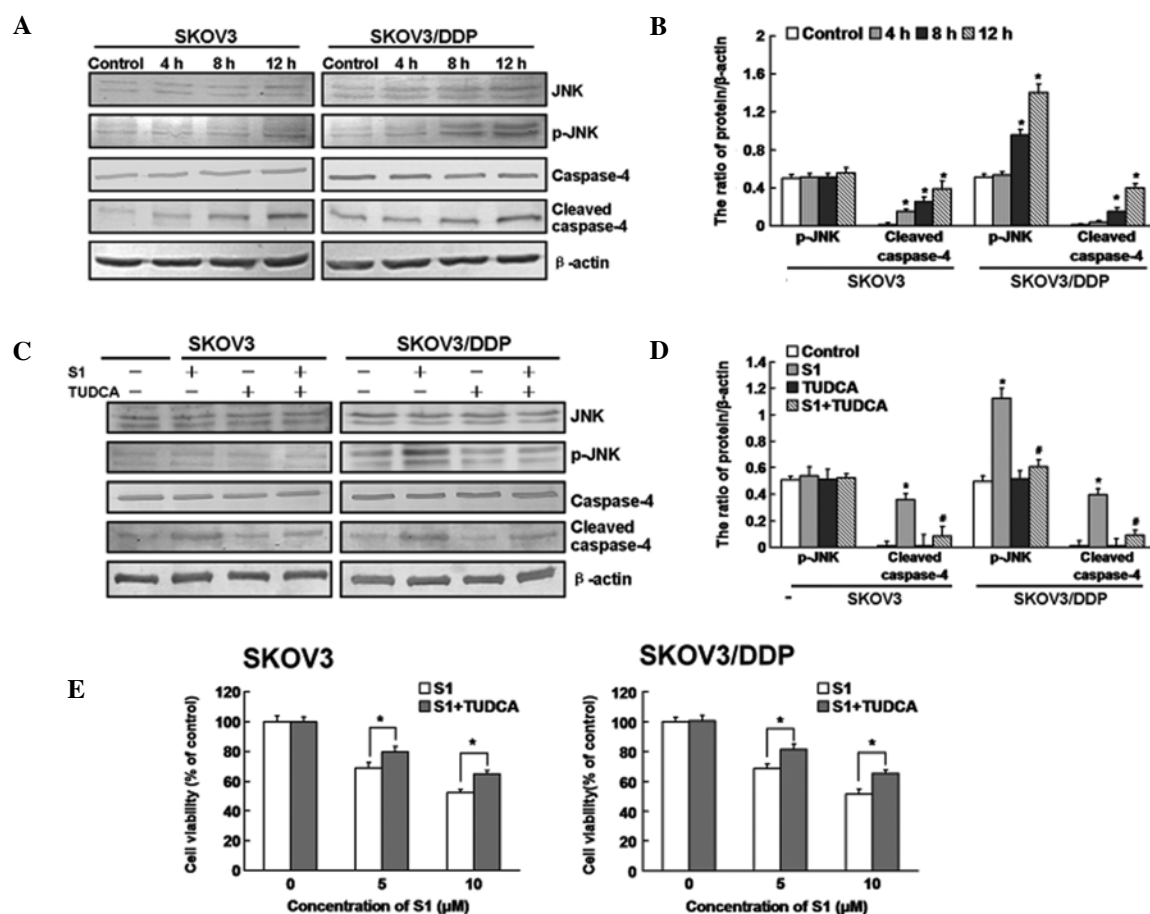 A
SKOV3 SKOV3/DDP
Control 4 h 8 h 12 h Control 4 h 8 h 12 h
JNK
p-JNK
Caspase-4
Cleaved
caspase-4
β-actin
B
Control 4 h 8 h 12 h
The ratio of protein/β-actin
2
1.6
1.2
0.8
0.4
0
* * * * * * *
p-JNK Cleaved caspase-4 p-JNK Cleaved caspase-4
SKOV3 SKOV3/DDP
C
SKOV3 SKOV3/DDP
S1 – + – + – + – +
TUDCA – – + + – – + +
JNK
p-JNK
Caspase-4
Cleaved
caspase-4
β-actin
D
Control
S1
TUDCA
S1+TUDCA
The ratio of protein/β-actin
1.4
1.2
1
0.8
0.6
0.4
0.2
0
* # * # * #
p-JNK Cleaved caspase-4 p-JNK Cleaved caspase-4
- SKOV3 SKOV3/DDP
E
SKOV3
S1
S1+TUDCA
Cell viability (% of control)
120
100
80
60
40
20
0
* *
0 5 10
Concentration of S1 (μM)
SKOV3/DDP
S1
S1+TUDCA
Cell viability(% of control)
120
100
80
60
40
20
0
* *
0 5 10
Concentration of S1 (μM)